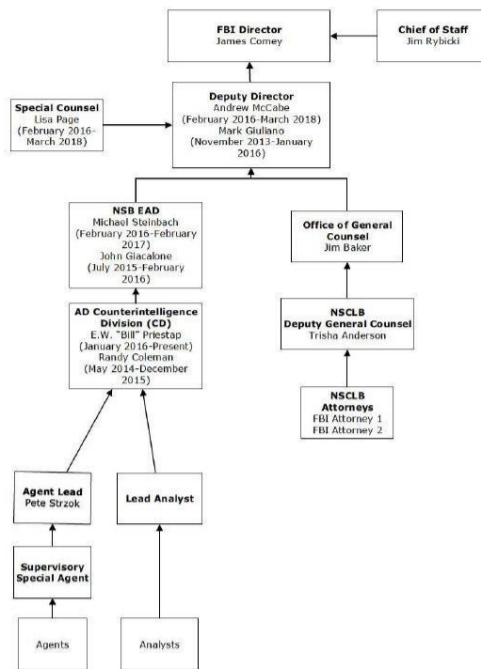 FBI Director
James Comey
Chief of Staff
Jim Rybicki
Special Counsel
Lisa Page
(February 2016-
March 2018)
Deputy Director
Andrew McCabe
(February 2016-March 2018)
Mark Giuliano
(November 2013-January
2016)
NSB EAD
Michael Steinbach
(February 2016-February
2017)
John Giacalone
(July 2015-February
2016)
Office of General
Counsel
Jim Baker
AD Counterintelligence
Division (CD)
E.W. "Bill" Priestap
(January 2016-Present)
Randy Coleman
(May 2014-December
2015)
NSCLB
Deputy General Counsel
Trisha Anderson
NSCLB
Attorneys
FBI Attorney 1
FBI Attorney 2
Agent Lead
Pete Strzok
Lead Analyst
Supervisory
Special Agent
Agents
Analysts